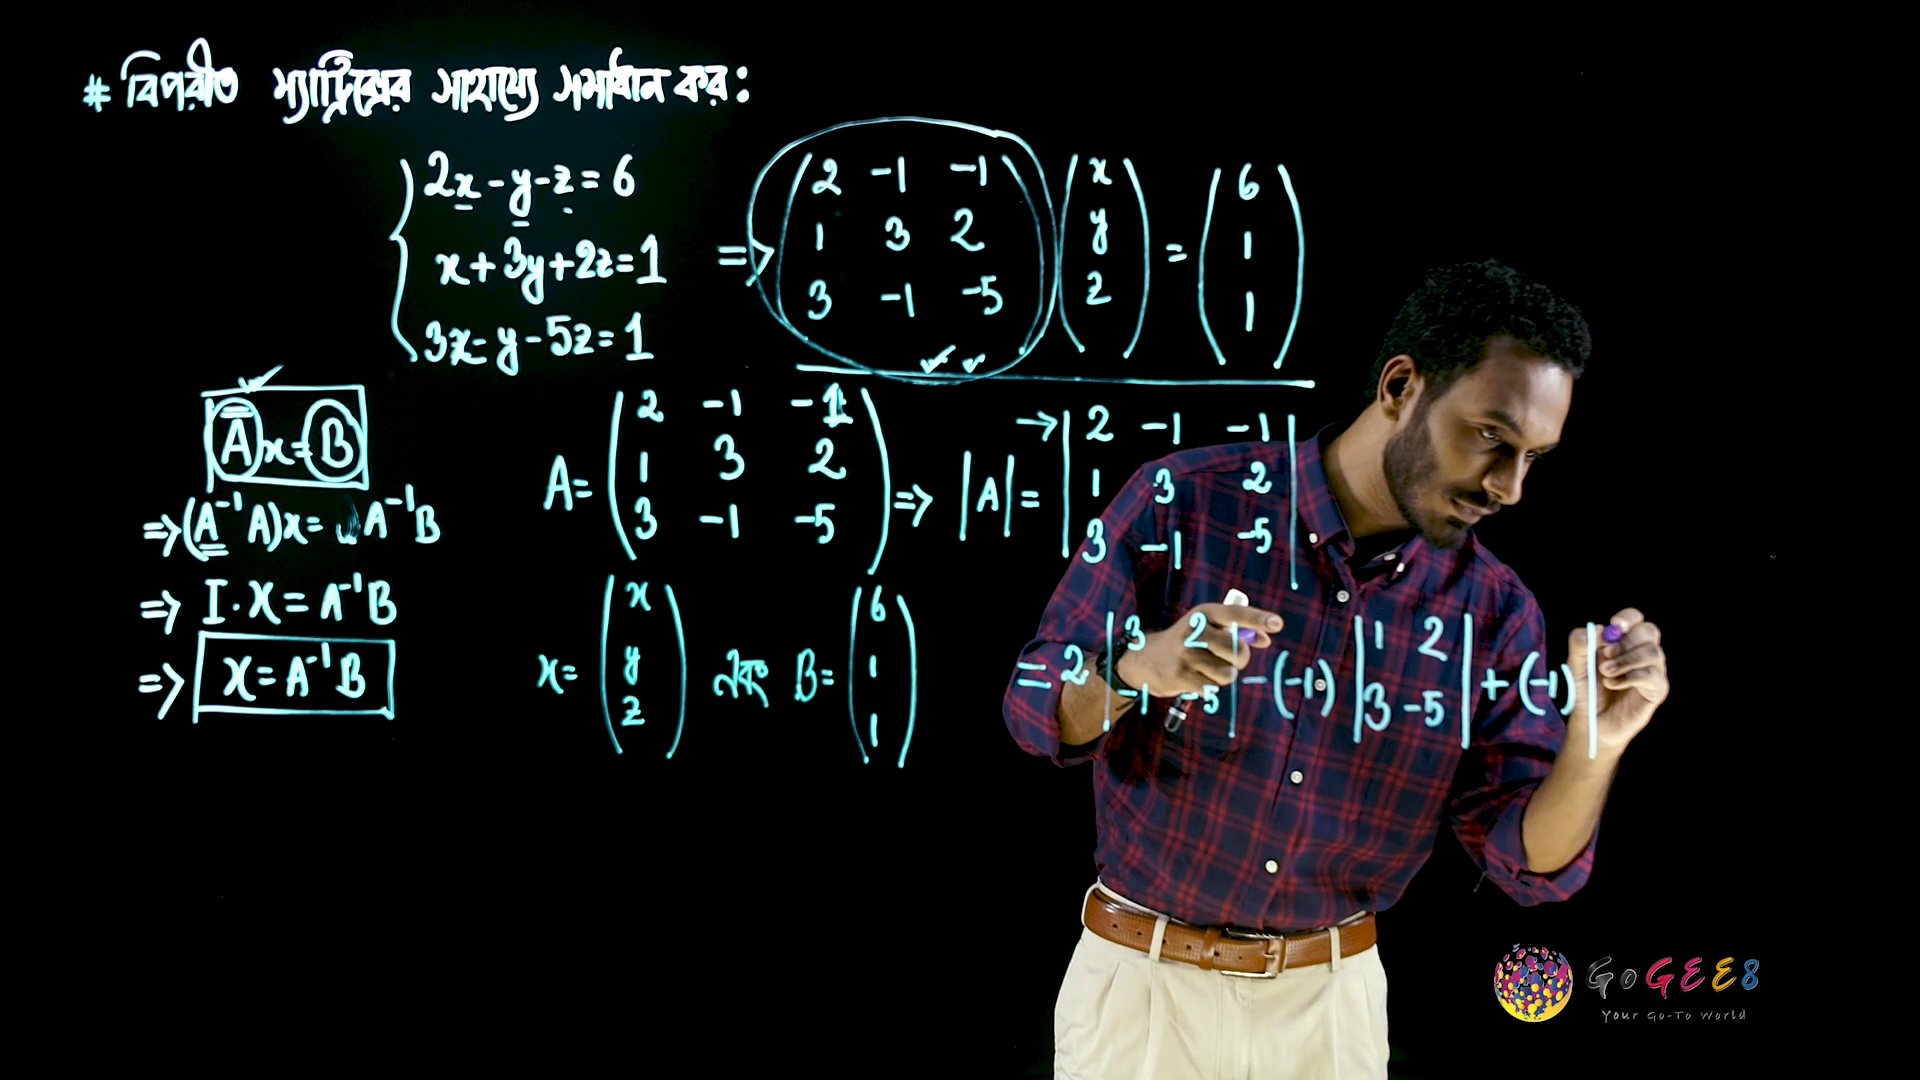 # বিপরীত ম্যাট্রিক্সের সাহায্যে সমাধান কর:
2x-y-z=6
x+3y+2z=1
3x-y-5z=1
=> ( 2 -1 -1 ) ( x ) = ( 6 )
1 3 2 y 1
3 -1 -5 z 1
Ax=B
=> (A⁻¹A)x= A⁻¹B
=> I.X=A⁻¹B
=> x=A⁻¹B
A= ( 2 -1 -1 )
1 3 2
3 -1 -5
=> |A|= → | 2 -1 -1 |
1 3 2
3 -1 -5
x= ( x ) এবং B= ( 6 )
y 1
z 1
=2 | 3 2 | -(-1) | 1 2 | +(-1) |
-1 -5 3 -5
GoGEE8
Your Go-To World